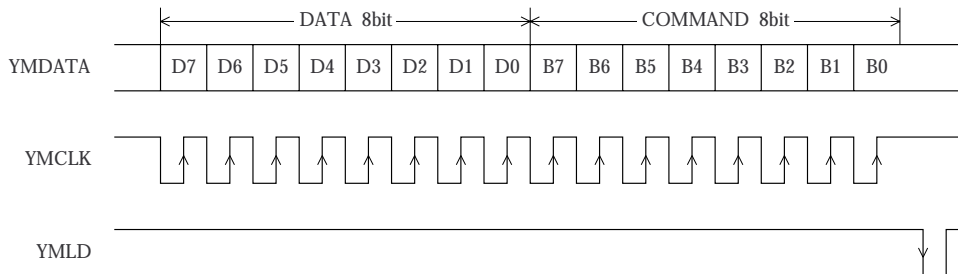 DATA 8bit COMMAND 8bit
YMDATA D7 D6 D5 D4 D3 D2 D1 D0 B7 B6 B5 B4 B3 B2 B1 B0
YMCLK
YMLD